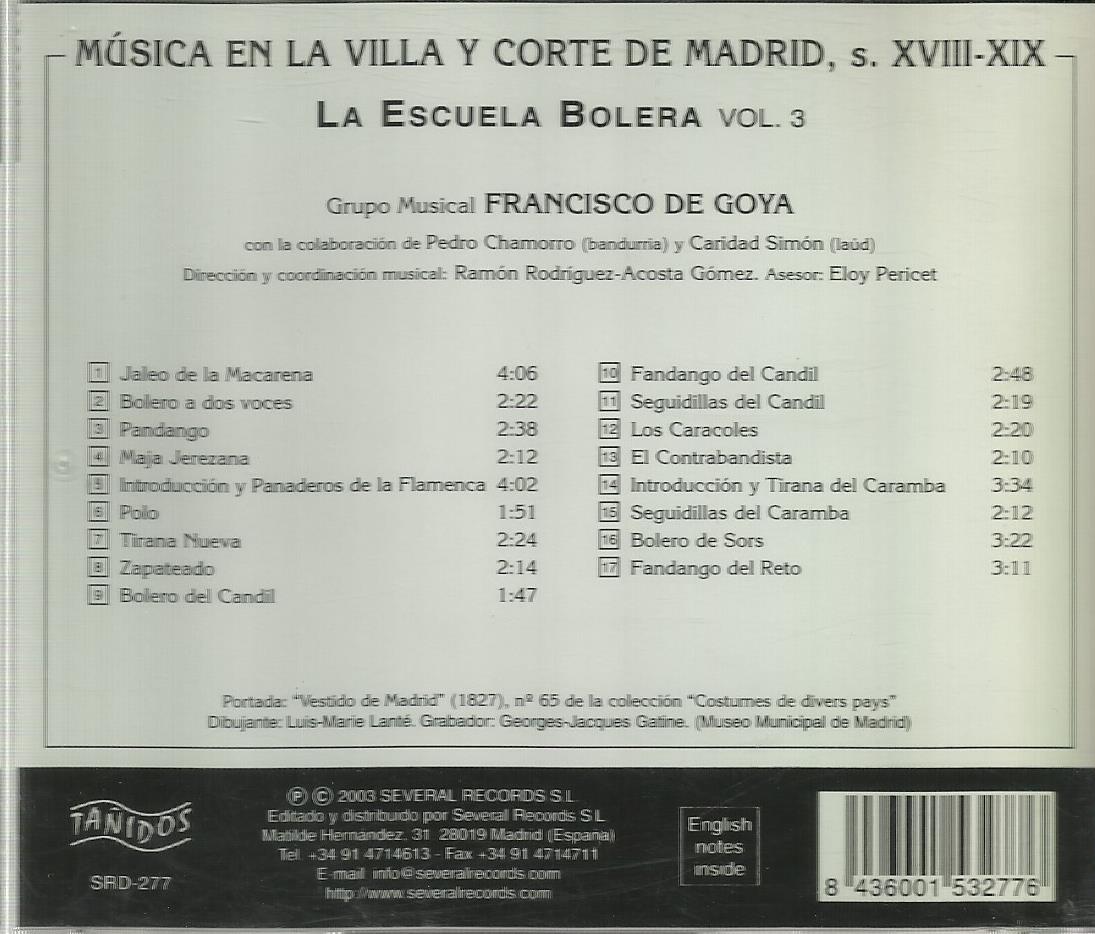 MÚSICA EN LA VILLA Y CORTE DE MADRID, s. XVIII-XIX
LA ESCUELA BOLERA VOL. 3
Grupo Musical FRANCISCO DE GOYA
con la colaboración de Pedro Chamorro (bandurria) y Caridad Simón (laúd)
Dirección y coordinación musical: Ramón Rodríguez-Acosta Gómez. Asesor: Eloy Pericet
1 Jaleo de la Macarena 4:06
2 Bolero a dos voces 2:22
3 Pandango 2:38
4 Maja Jerezana 2:12
5 Introducción y Panaderos de la Flamenca 4:02
6 Polo 1:51
7 Tirana Nueva 2:24
8 Zapateado 2:14
9 Bolero del Candil 1:47
10 Fandango del Candil 2:48
11 Seguidillas del Candil 2:19
12 Los Caracoles 2:20
13 El Contrabandista 2:10
14 Introducción y Tirana del Caramba 3:34
15 Seguidillas del Caramba 2:12
16 Bolero de Sors 3:22
17 Fandango del Reto 3:11
Portada: "Vestido de Madrid" (1827), nº 65 de la colección "Costumes de divers pays"
Dibujante: Luis-Marie Lanté. Grabador: Georges-Jacques Gatine. (Museo Municipal de Madrid)
TAÑIDOS
SRD-277
℗ © 2003 SEVERAL RECORDS S.L.
Editado y distribuido por Several Records S.L.
Matilde Hernández, 31 28019 Madrid (España)
Tel. +34 91 4714613 - Fax +34 91 4714711
E-mail info@severalrecords.com
http://www.severalrecords.com
English
notes
inside
8 436001 532776